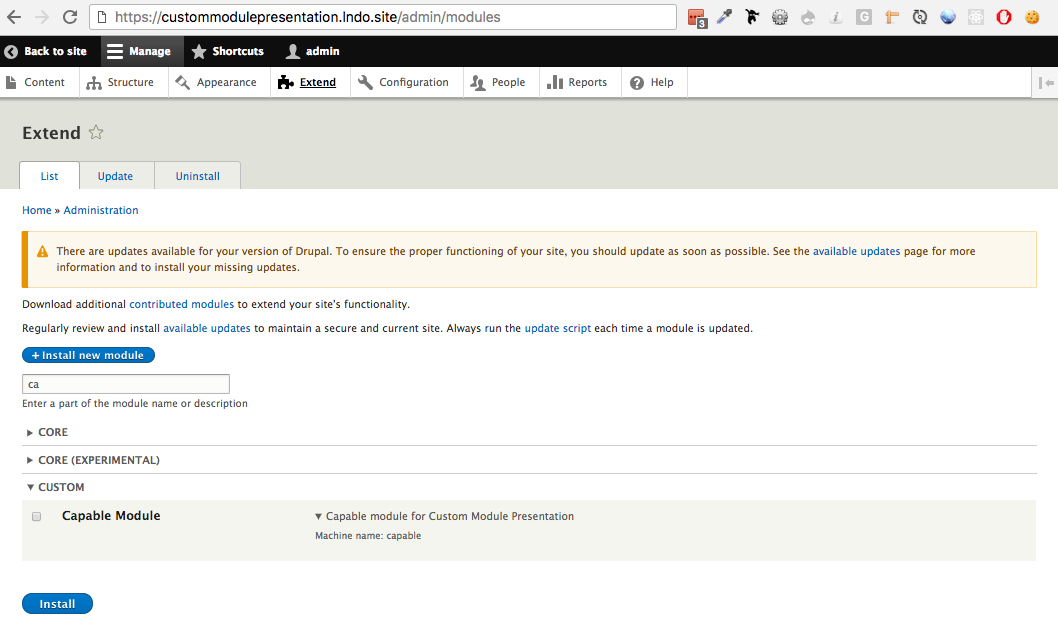 https://custommodulepresentation.lndo.site/admin/modules
3
i
G
Back to site Manage Shortcuts admin
Content Structure Appearance Extend Configuration People Reports Help
Extend
List Update Uninstall
Home » Administration
There are updates available for your version of Drupal. To ensure the proper functioning of your site, you should update as soon as possible. See the available updates page for more
information and to install your missing updates.
Download additional contributed modules to extend your site's functionality.
Regularly review and install available updates to maintain a secure and current site. Always run the update script each time a module is updated.
+ Install new module
ca
Enter a part of the module name or description
CORE
CORE (EXPERIMENTAL)
CUSTOM
Capable Module
Capable module for Custom Module Presentation
Machine name: capable
Install